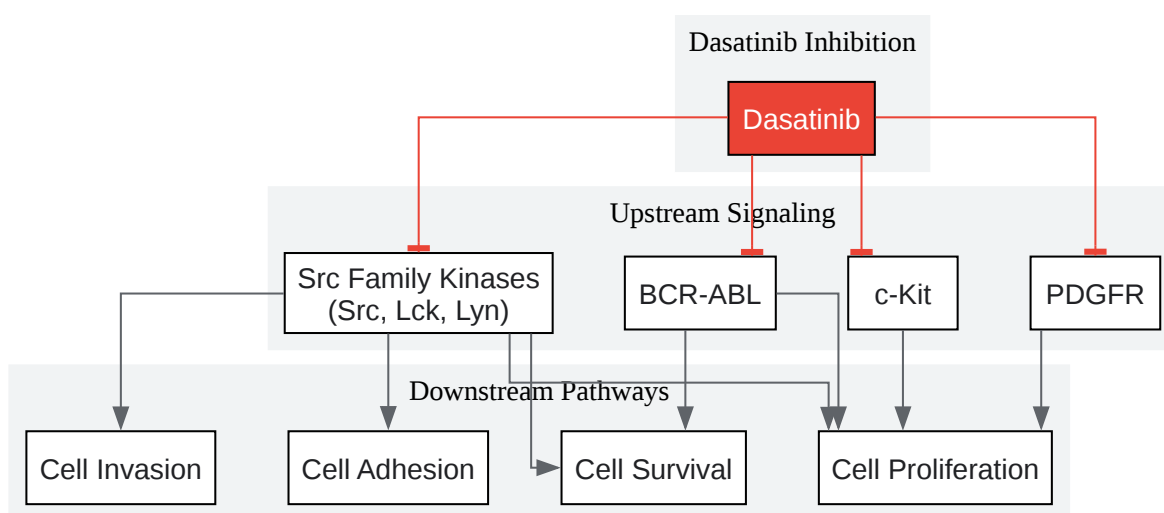 Dasatinib Inhibition
Dasatinib
Upstream Signaling
Src Family Kinases
(Src, Lck, Lyn)
BCR-ABL
c-Kit
PDGFR
Downstream Pathways
Cell Invasion
Cell Adhesion
Cell Survival
Cell Proliferation